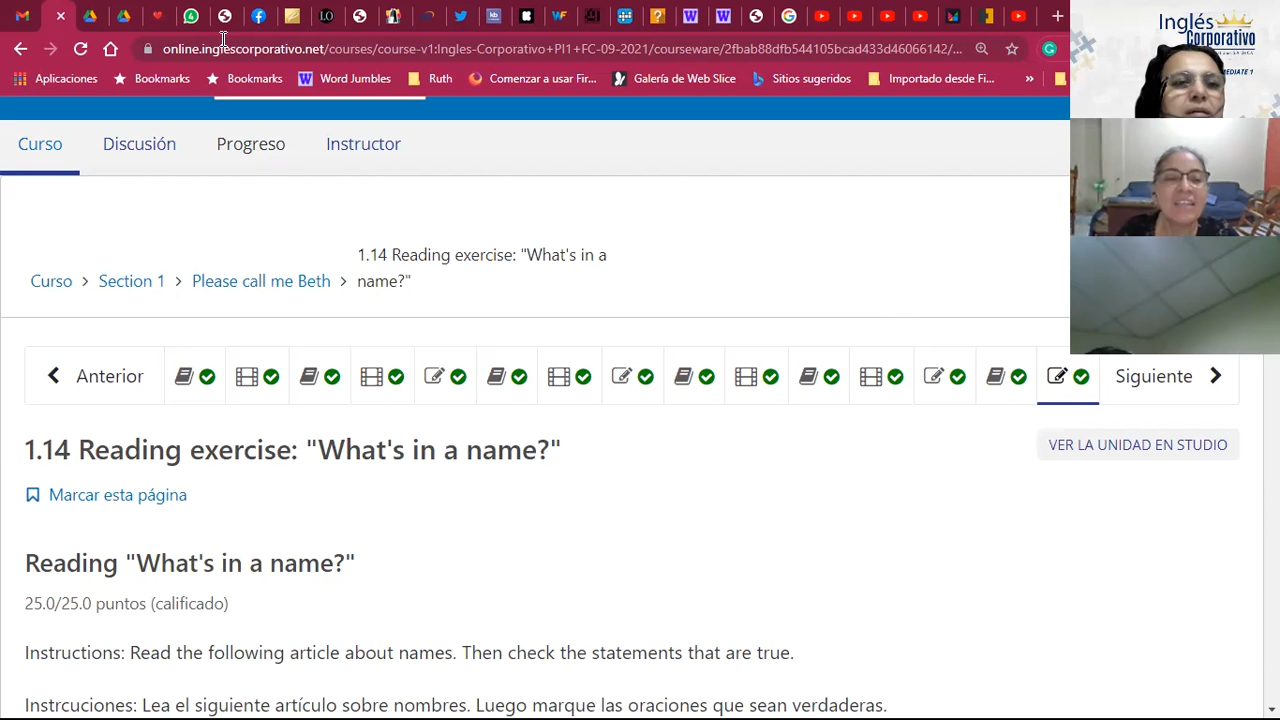 online.inglescorporativo.net/courses/course-v1:Ingles-Corporativo+PI1+FC-09-2021/courseware/2fbab88dfb544105bcad433d46066142/...
Aplicaciones Bookmarks Bookmarks Word Jumbles Ruth Comenzar a usar Fir... Galería de Web Slice Sitios sugeridos Importado desde Fi... »
Inglés
Corporativo
MEDIATE 1
Curso Discusión Progreso Instructor
1.14 Reading exercise: "What's in a
Curso > Section 1 > Please call me Beth > name?"
Anterior Siguiente
1.14 Reading exercise: "What's in a name?"
VER LA UNIDAD EN STUDIO
Marcar esta página
Reading "What's in a name?"
25.0/25.0 puntos (calificado)
Instructions: Read the following article about names. Then check the statements that are true.
Instrcuciones: Lea el siguiente artículo sobre nombres. Luego marque las oraciones que sean verdaderas.